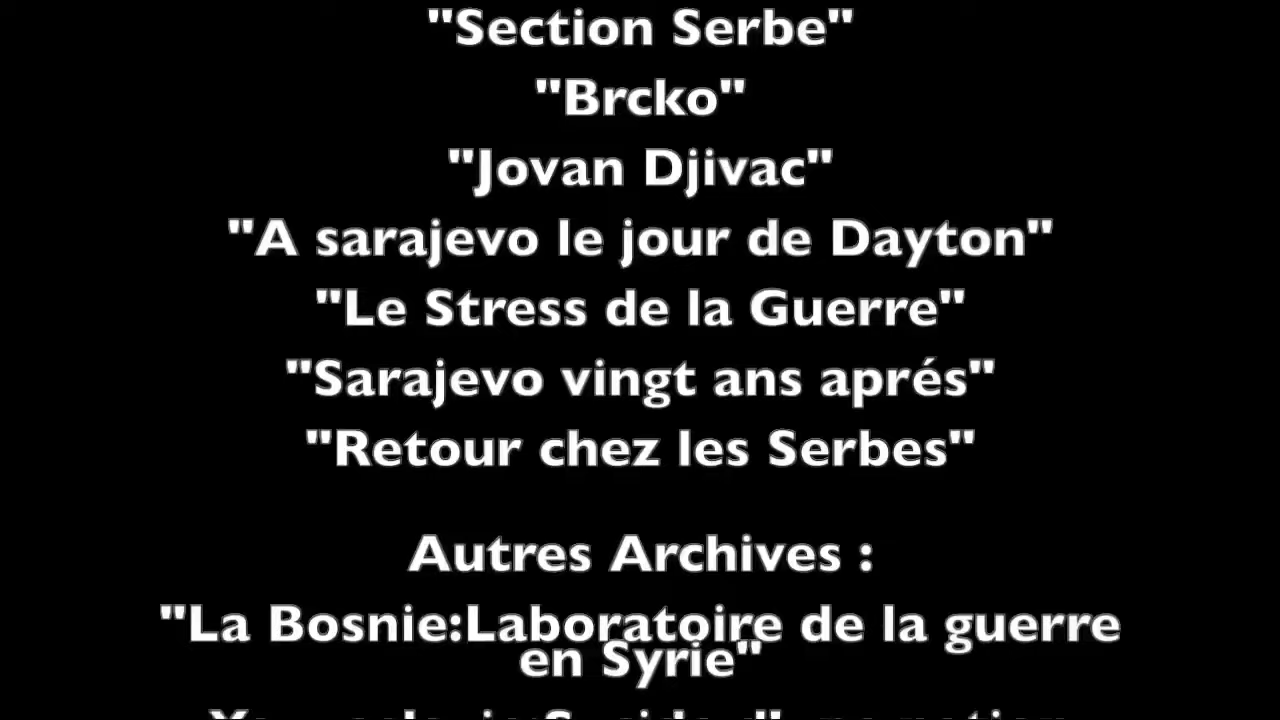 "Section Serbe"
"Brcko"
"Jovan Djivac"
"A sarajevo le jour de Dayton"
"Le Stress de la Guerre"
"Sarajevo vingt ans aprés"
"Retour chez les Serbes"
Autres Archives :
"La Bosnie:Laboratoire de la guerre
en Syrie"